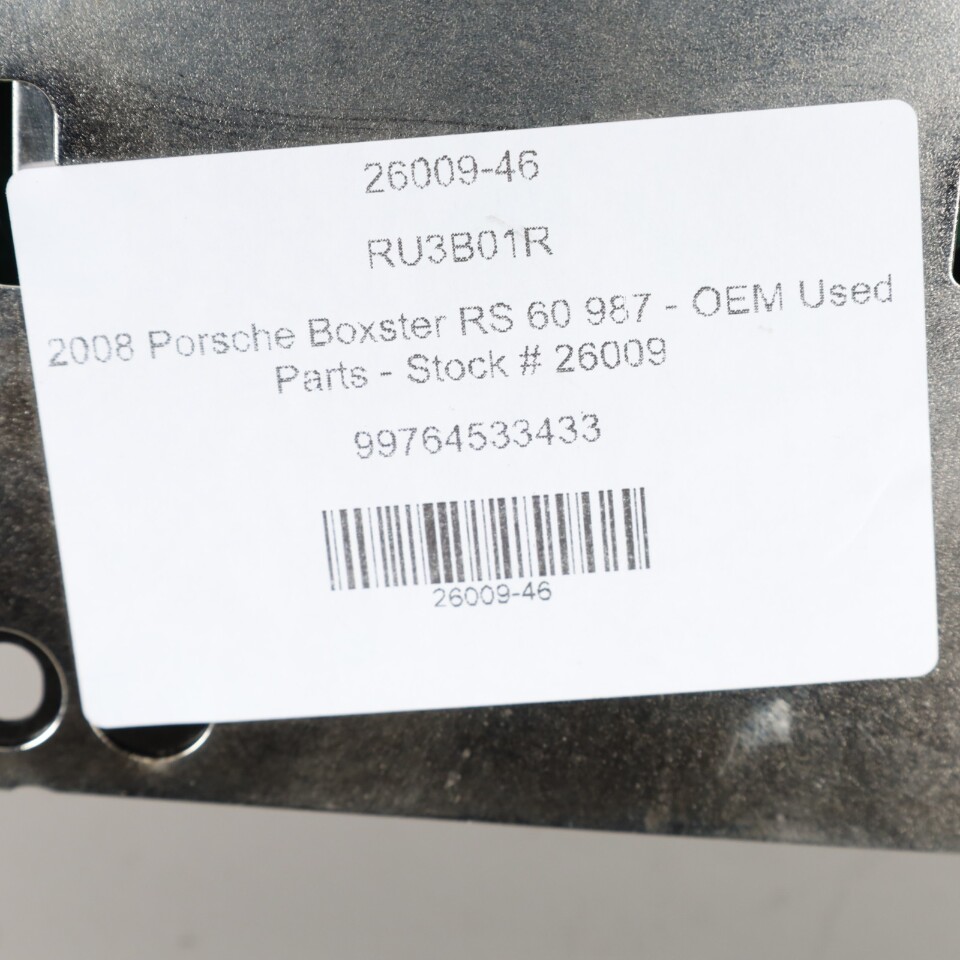 26009-46
RU3B01R
2008 Porsche Boxster RS 60 987 - OEM Used
Parts - Stock # 26009
99764533433
26009-46